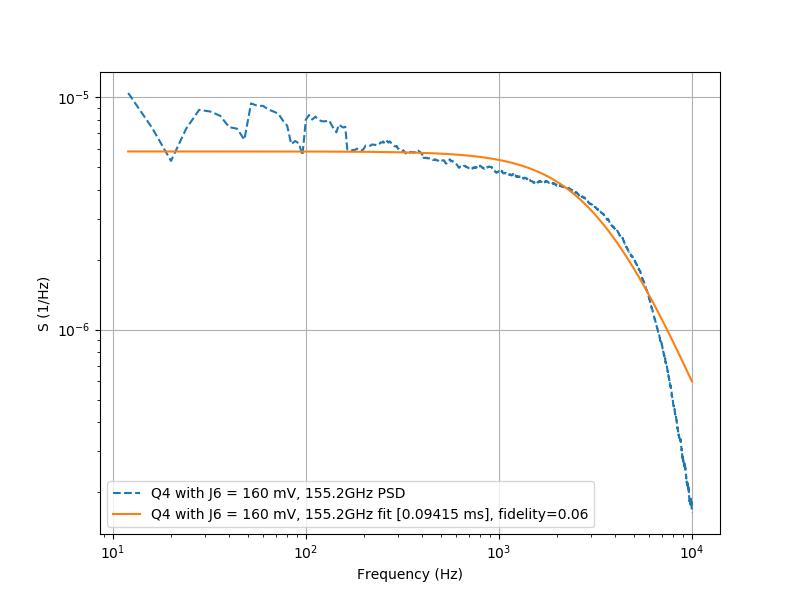 10⁻⁵
10⁻⁶
S (1/Hz)
Q4 with J6 = 160 mV, 155.2GHz PSD
Q4 with J6 = 160 mV, 155.2GHz fit [0.09415 ms], fidelity=0.06
10¹ 10² 10³ 10⁴
Frequency (Hz)